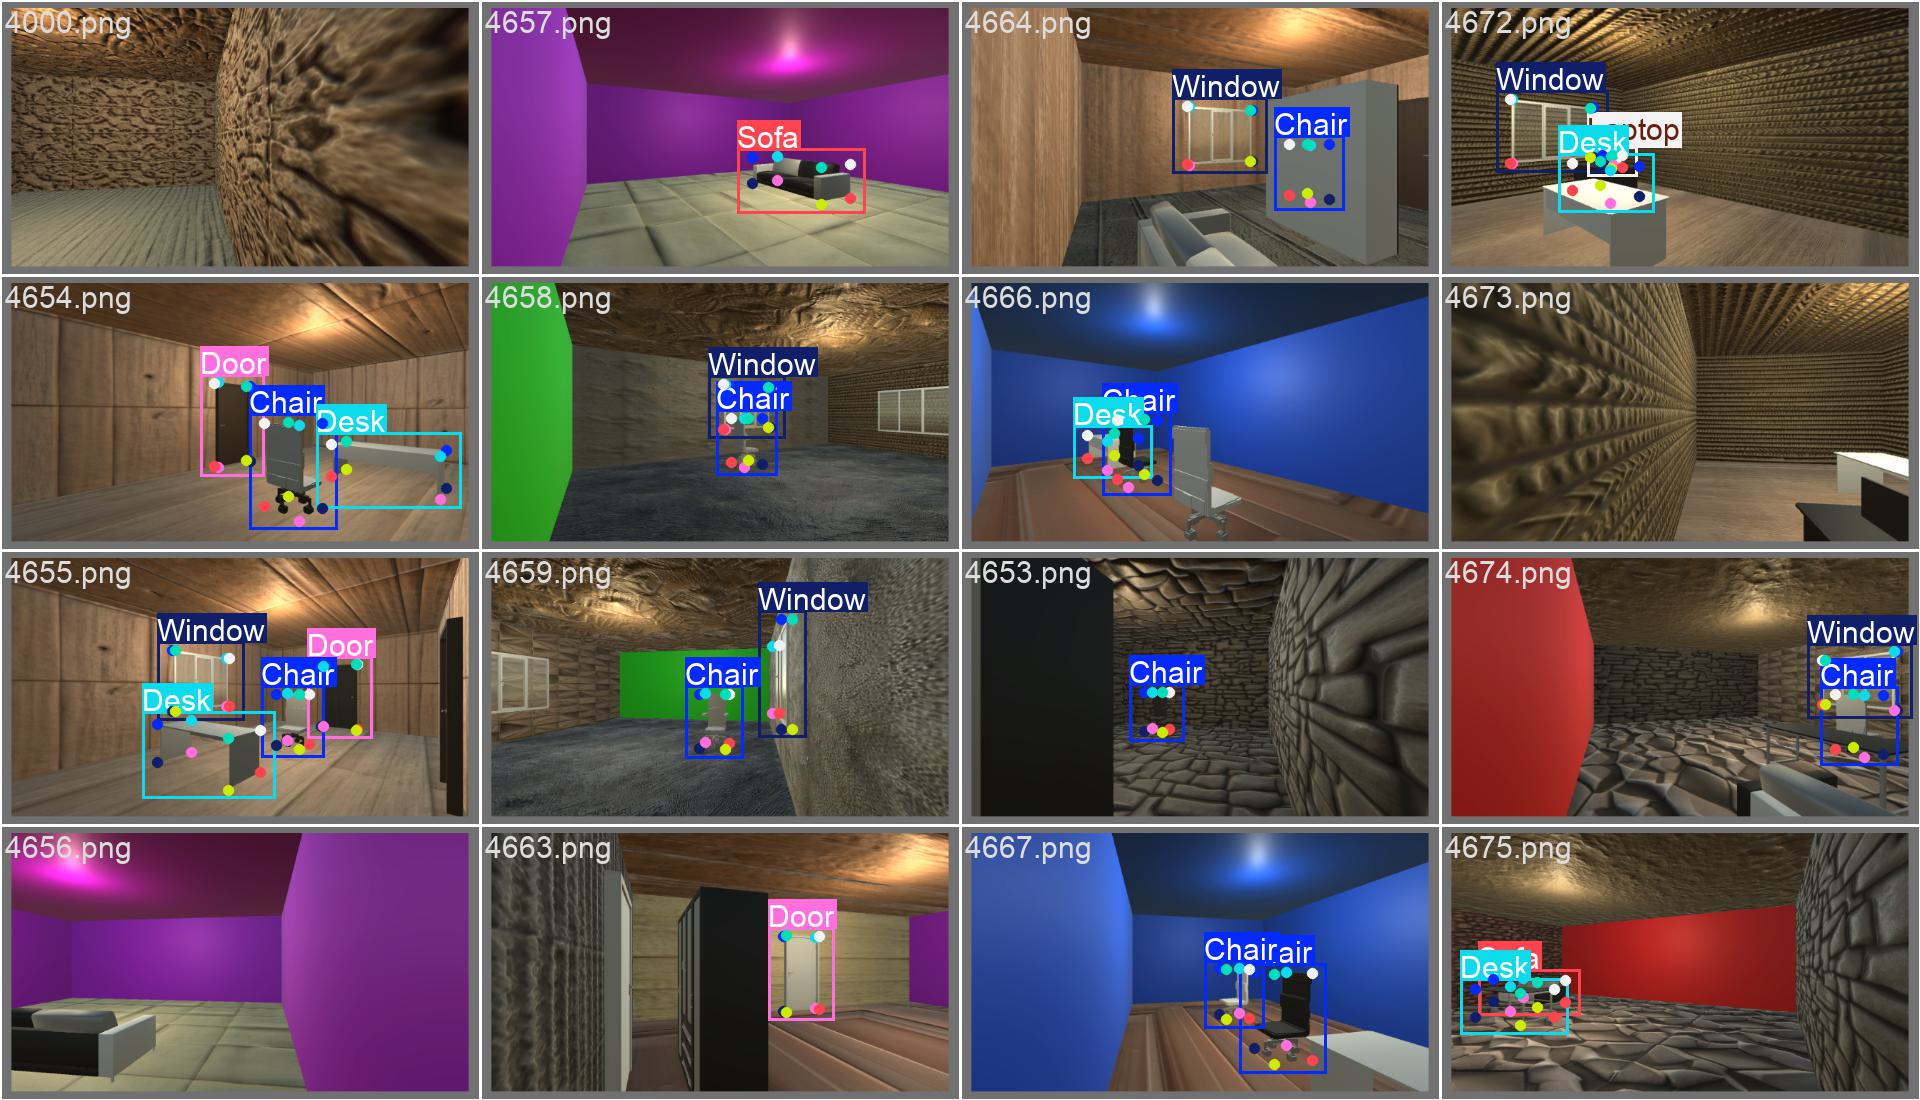 4000.png
4657.png
Sofa
4664.png
Window
Chair
4672.png
Window
Desk
4654.png
Door
Chair
Desk
4658.png
Window
Chair
4666.png
Desk
4673.png
4655.png
Window
Door
Chair
Desk
4659.png
Window
Chair
4653.png
Chair
4674.png
Window
Chair
4656.png
4663.png
Door
4667.png
Chair
4675.png
Desk